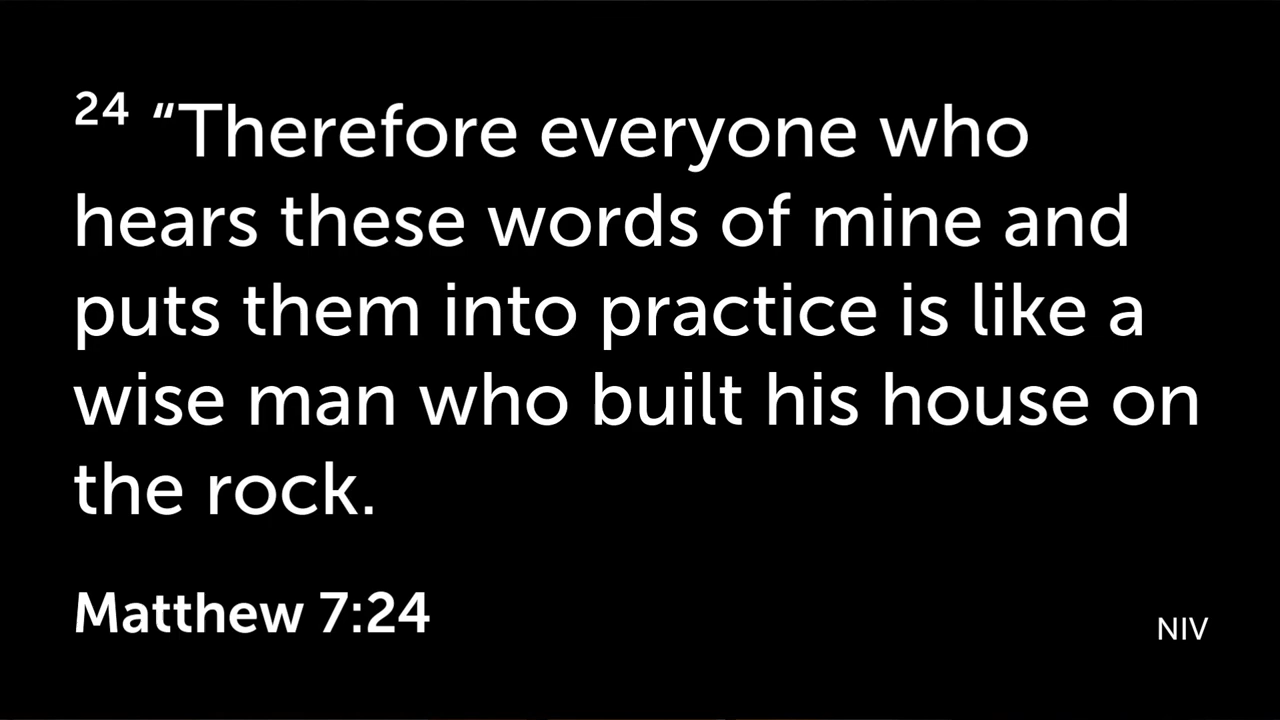 24 “Therefore everyone who
hears these words of mine and
puts them into practice is like a
wise man who built his house on
the rock.
Matthew 7:24
NIV